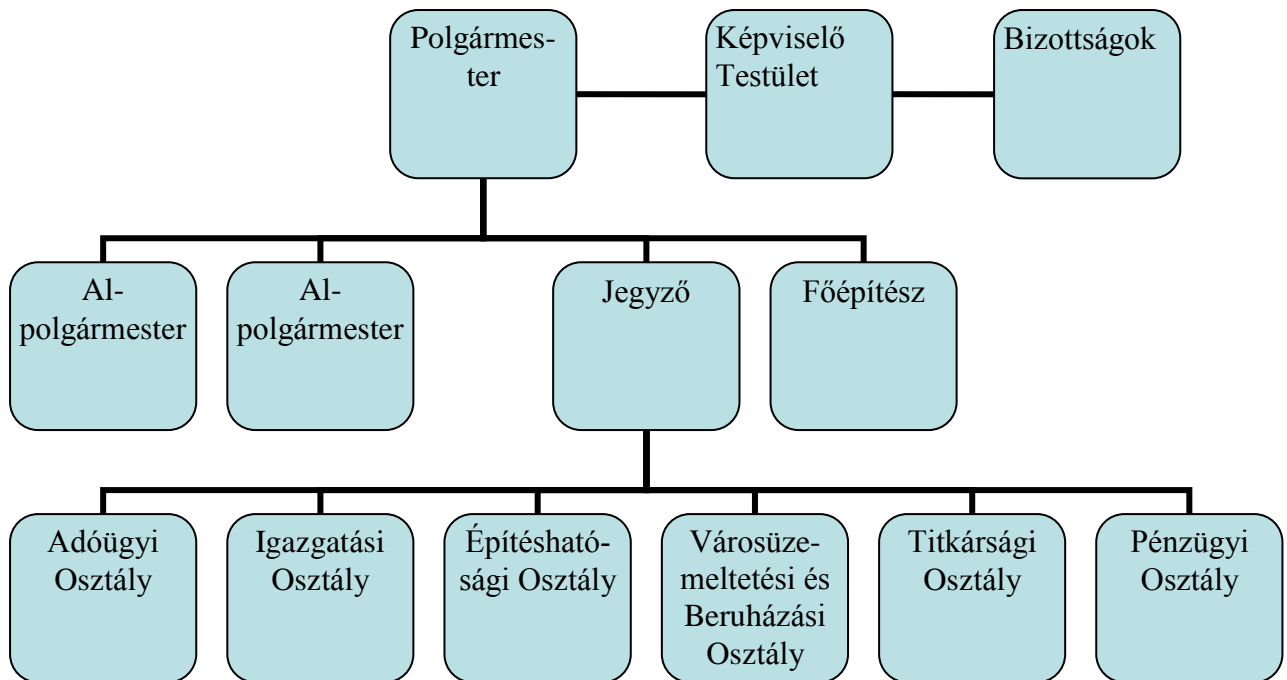 Polgármes-
ter
Képviselő
Testület
Bizottságok
Al-
polgármester
Al-
polgármester
Jegyző
Főépítész
Adóügyi
Osztály
Igazgatási
Osztály
Építésható-
sági Osztály
Városüze-
meltetési és
Beruházási
Osztály
Titkársági
Osztály
Pénzügyi
Osztály